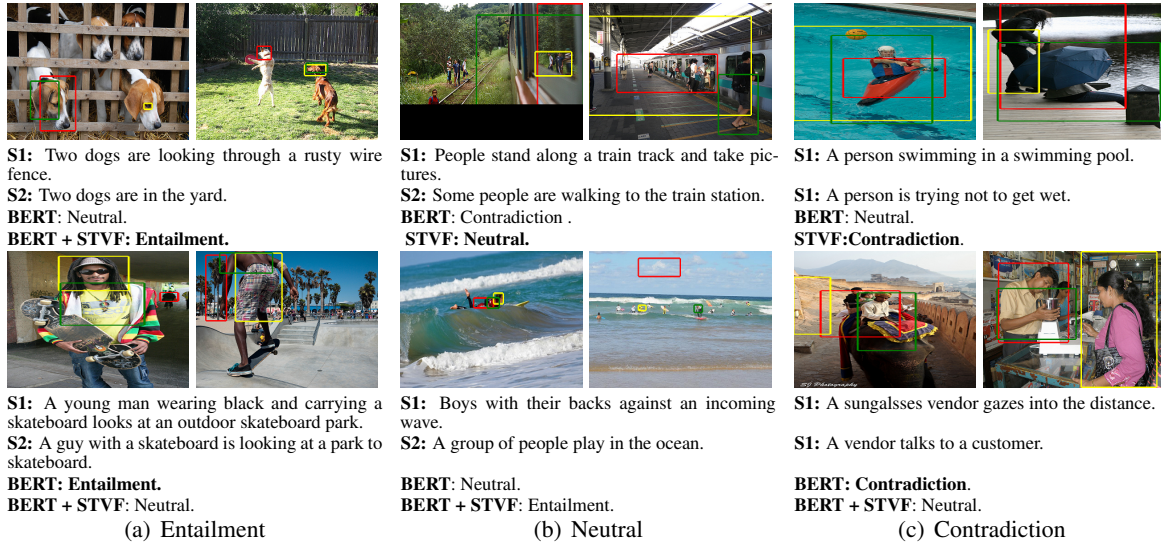 S1: Two dogs are looking through a rusty wire
fence.
S2: Two dogs are in the yard.
BERT: Neutral.
BERT + STVF: Entailment.
S1: People stand along a train track and take pic-
tures.
S2: Some people are walking to the train station.
BERT: Contradiction .
STVF: Neutral.
S1: A person swimming in a swimming pool.
S1: A person is trying not to get wet.
BERT: Neutral.
STVF:Contradiction.
SJ Photography
S1: A young man wearing black and carrying a
skateboard looks at an outdoor skateboard park.
S2: A guy with a skateboard is looking at a park to
skateboard.
BERT: Entailment.
BERT + STVF: Neutral.
(a) Entailment
S1: Boys with their backs against an incoming
wave.
S2: A group of people play in the ocean.
BERT: Neutral.
BERT + STVF: Entailment.
(b) Neutral
S1: A sungalsses vendor gazes into the distance.
S1: A vendor talks to a customer.
BERT: Contradiction.
BERT + STVF: Neutral.
(c) Contradiction